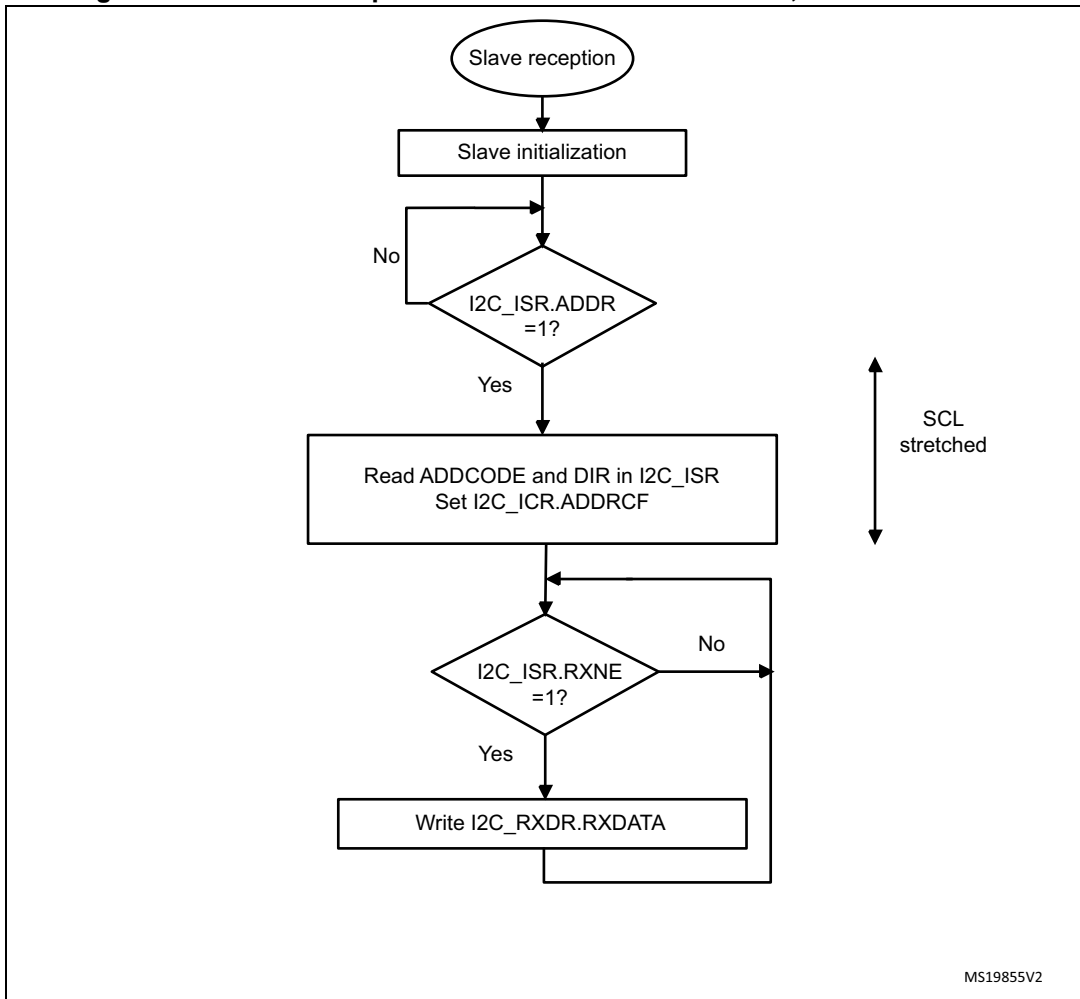 Slave reception
Slave initialization
No
I2C_ISR.ADDR
=1?
Yes
SCL
stretched
Read ADDCODE and DIR in I2C_ISR
Set I2C_ICR.ADDRCF
No
I2C_ISR.RXNE
=1?
Yes
Write I2C_RXDR.RXDATA
MS19855V2